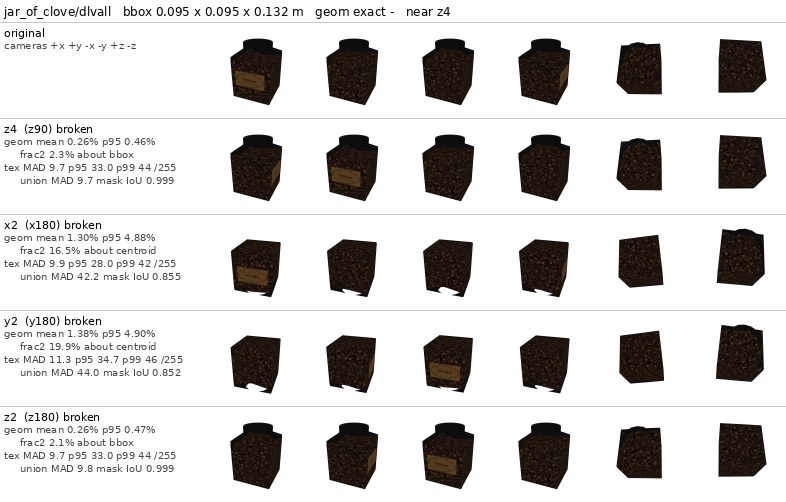 jar_of_clove/dlvall   bbox 0.095 x 0.095 x 0.132 m   geom exact -   near z4
original
cameras +x +y -x -y +z -z
z4  (z90) broken
geom mean 0.26% p95 0.46%
frac2 2.3% about bbox
tex MAD 9.7 p95 33.0 p99 44 /255
union MAD 9.7 mask IoU 0.999
x2  (x180) broken
geom mean 1.30% p95 4.88%
frac2 16.5% about centroid
tex MAD 9.9 p95 28.0 p99 42 /255
union MAD 42.2 mask IoU 0.855
y2  (y180) broken
geom mean 1.38% p95 4.90%
frac2 19.9% about centroid
tex MAD 11.3 p95 34.7 p99 46 /255
union MAD 44.0 mask IoU 0.852
z2  (z180) broken
geom mean 0.26% p95 0.47%
frac2 2.1% about bbox
tex MAD 9.7 p95 33.0 p99 44 /255
union MAD 9.8 mask IoU 0.999